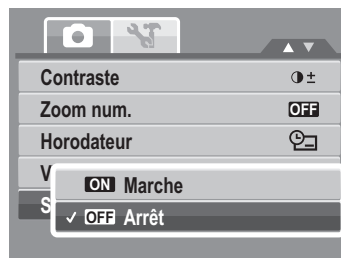 Contraste
Zoom num. OFF
Horodateur
V
ON Marche
S
OFF Arrêt